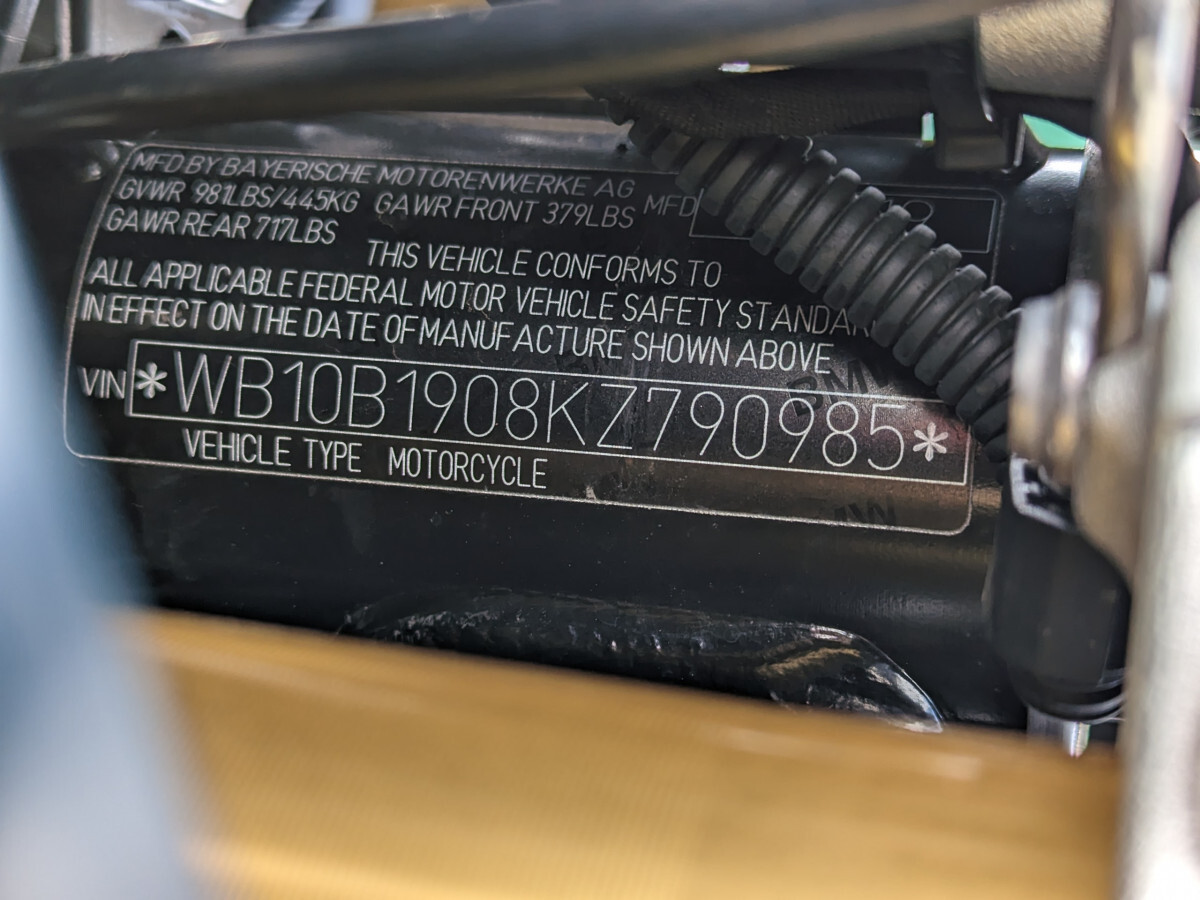 MFD BY BAYERISCHE MOTORENWERKE AG
GVWR 981LBS/445KG GAWR FRONT 379LBS MFD
GAWR REAR 717LBS
THIS VEHICLE CONFORMS TO
ALL APPLICABLE FEDERAL MOTOR VEHICLE SAFETY STANDAR
IN EFFECT ON THE DATE OF MANUFACTURE SHOWN ABOVE
VIN *WB10B1908KZ790985*
VEHICLE TYPE MOTORCYCLE